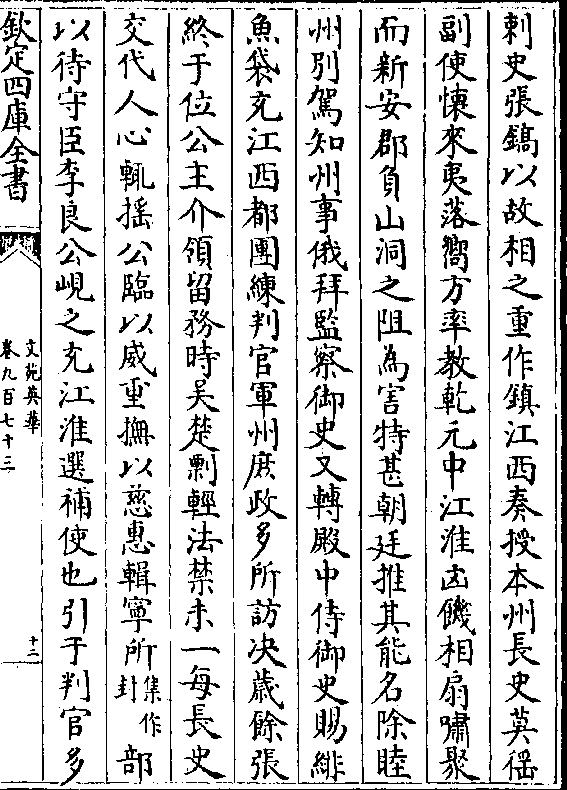 刺史張鎬以故相之重作鎮江西奏授本州長史莫徭
副使懷來夷落嚮方率教乾元中江淮凶饑相扇嘯聚
而新安郡負山洞之阻為害特甚朝廷推其能名除睦
州别駕知州事俄拜監察御史又轉殿中侍御史賜緋
魚袋充江西都團練判官軍州庶政多所訪决歲餘張
終于位公主介領留務時吳楚剽輕法禁未一每長史
交代人心輒揺公臨以威重撫以慈惠輯寧所封集作部
以待守臣李良公峴之充江淮選補使也引于判官多
欽定四庫全書
文苑英華
卷九百七十三
十二